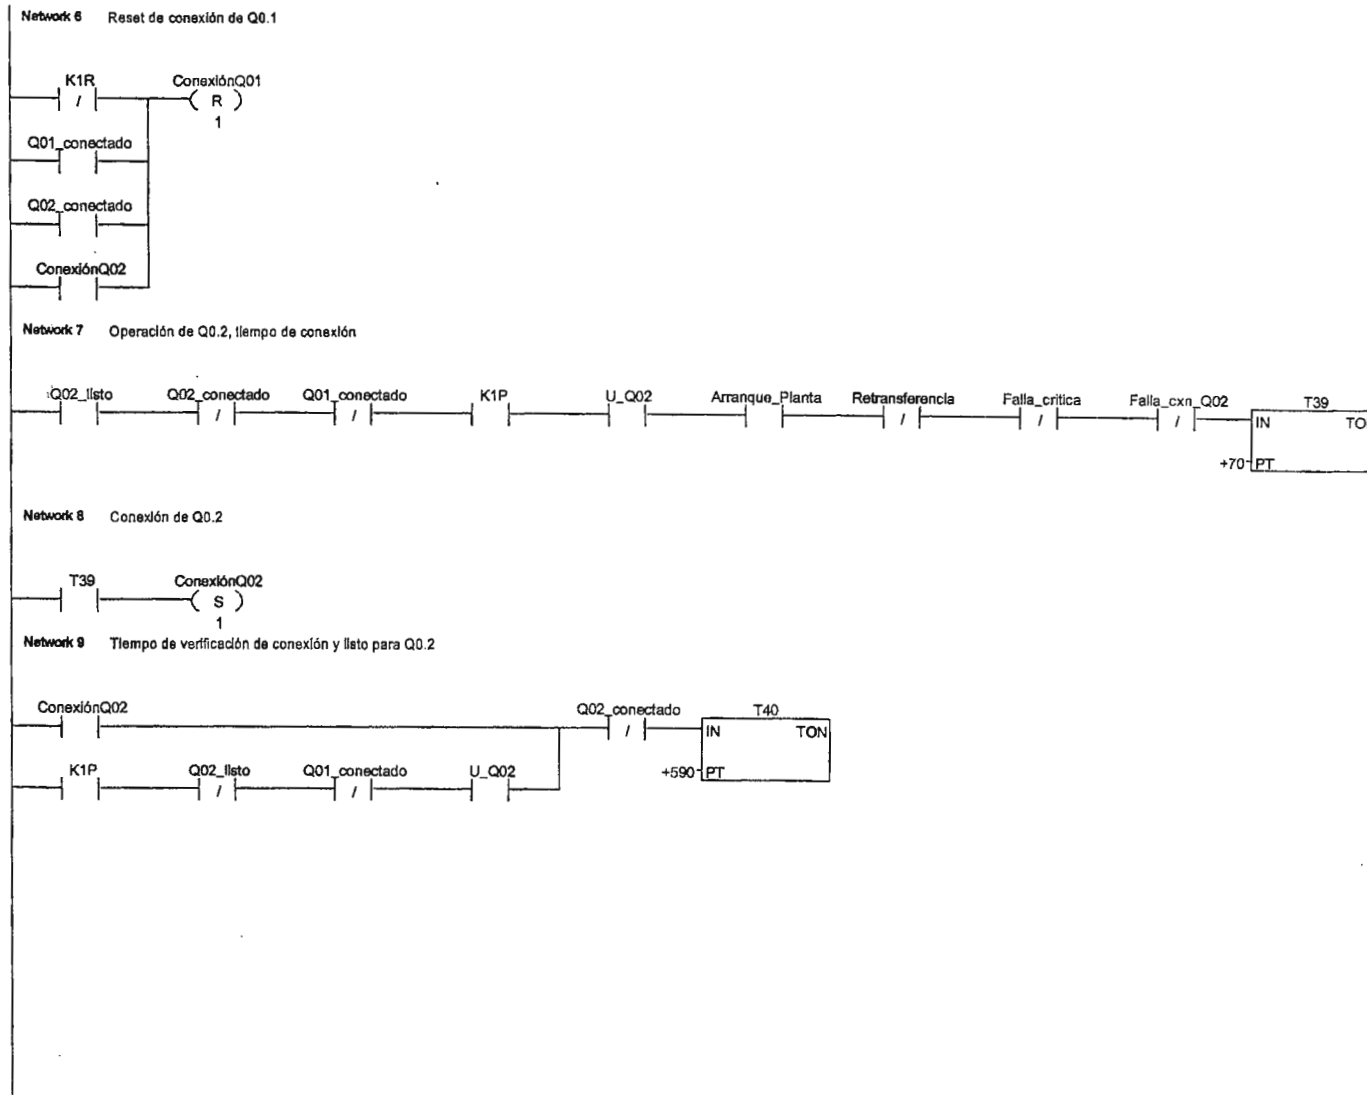 Network 6 Reset de conexión de Q0.1
K1R ConexiónQ01
/ R
1
Q01_conectado
Q02_conectado
ConexiónQ02
Network 7 Operación de Q0.2, tiempo de conexión
Q02_listo Q02_conectado Q01_conectado K1P U_Q02 Arranque_Planta Retransferencia Falla_critica Falla_cxn_Q02 T39
/ / / / / IN TO
+70 PT
Network 8 Conexión de Q0.2
T39 ConexiónQ02
S
1
Network 9 Tiempo de verificación de conexión y listo para Q0.2
ConexiónQ02 Q02_conectado T40
/ IN TON
K1P Q02_listo Q01_conectado U_Q02 +590 PT
/ /